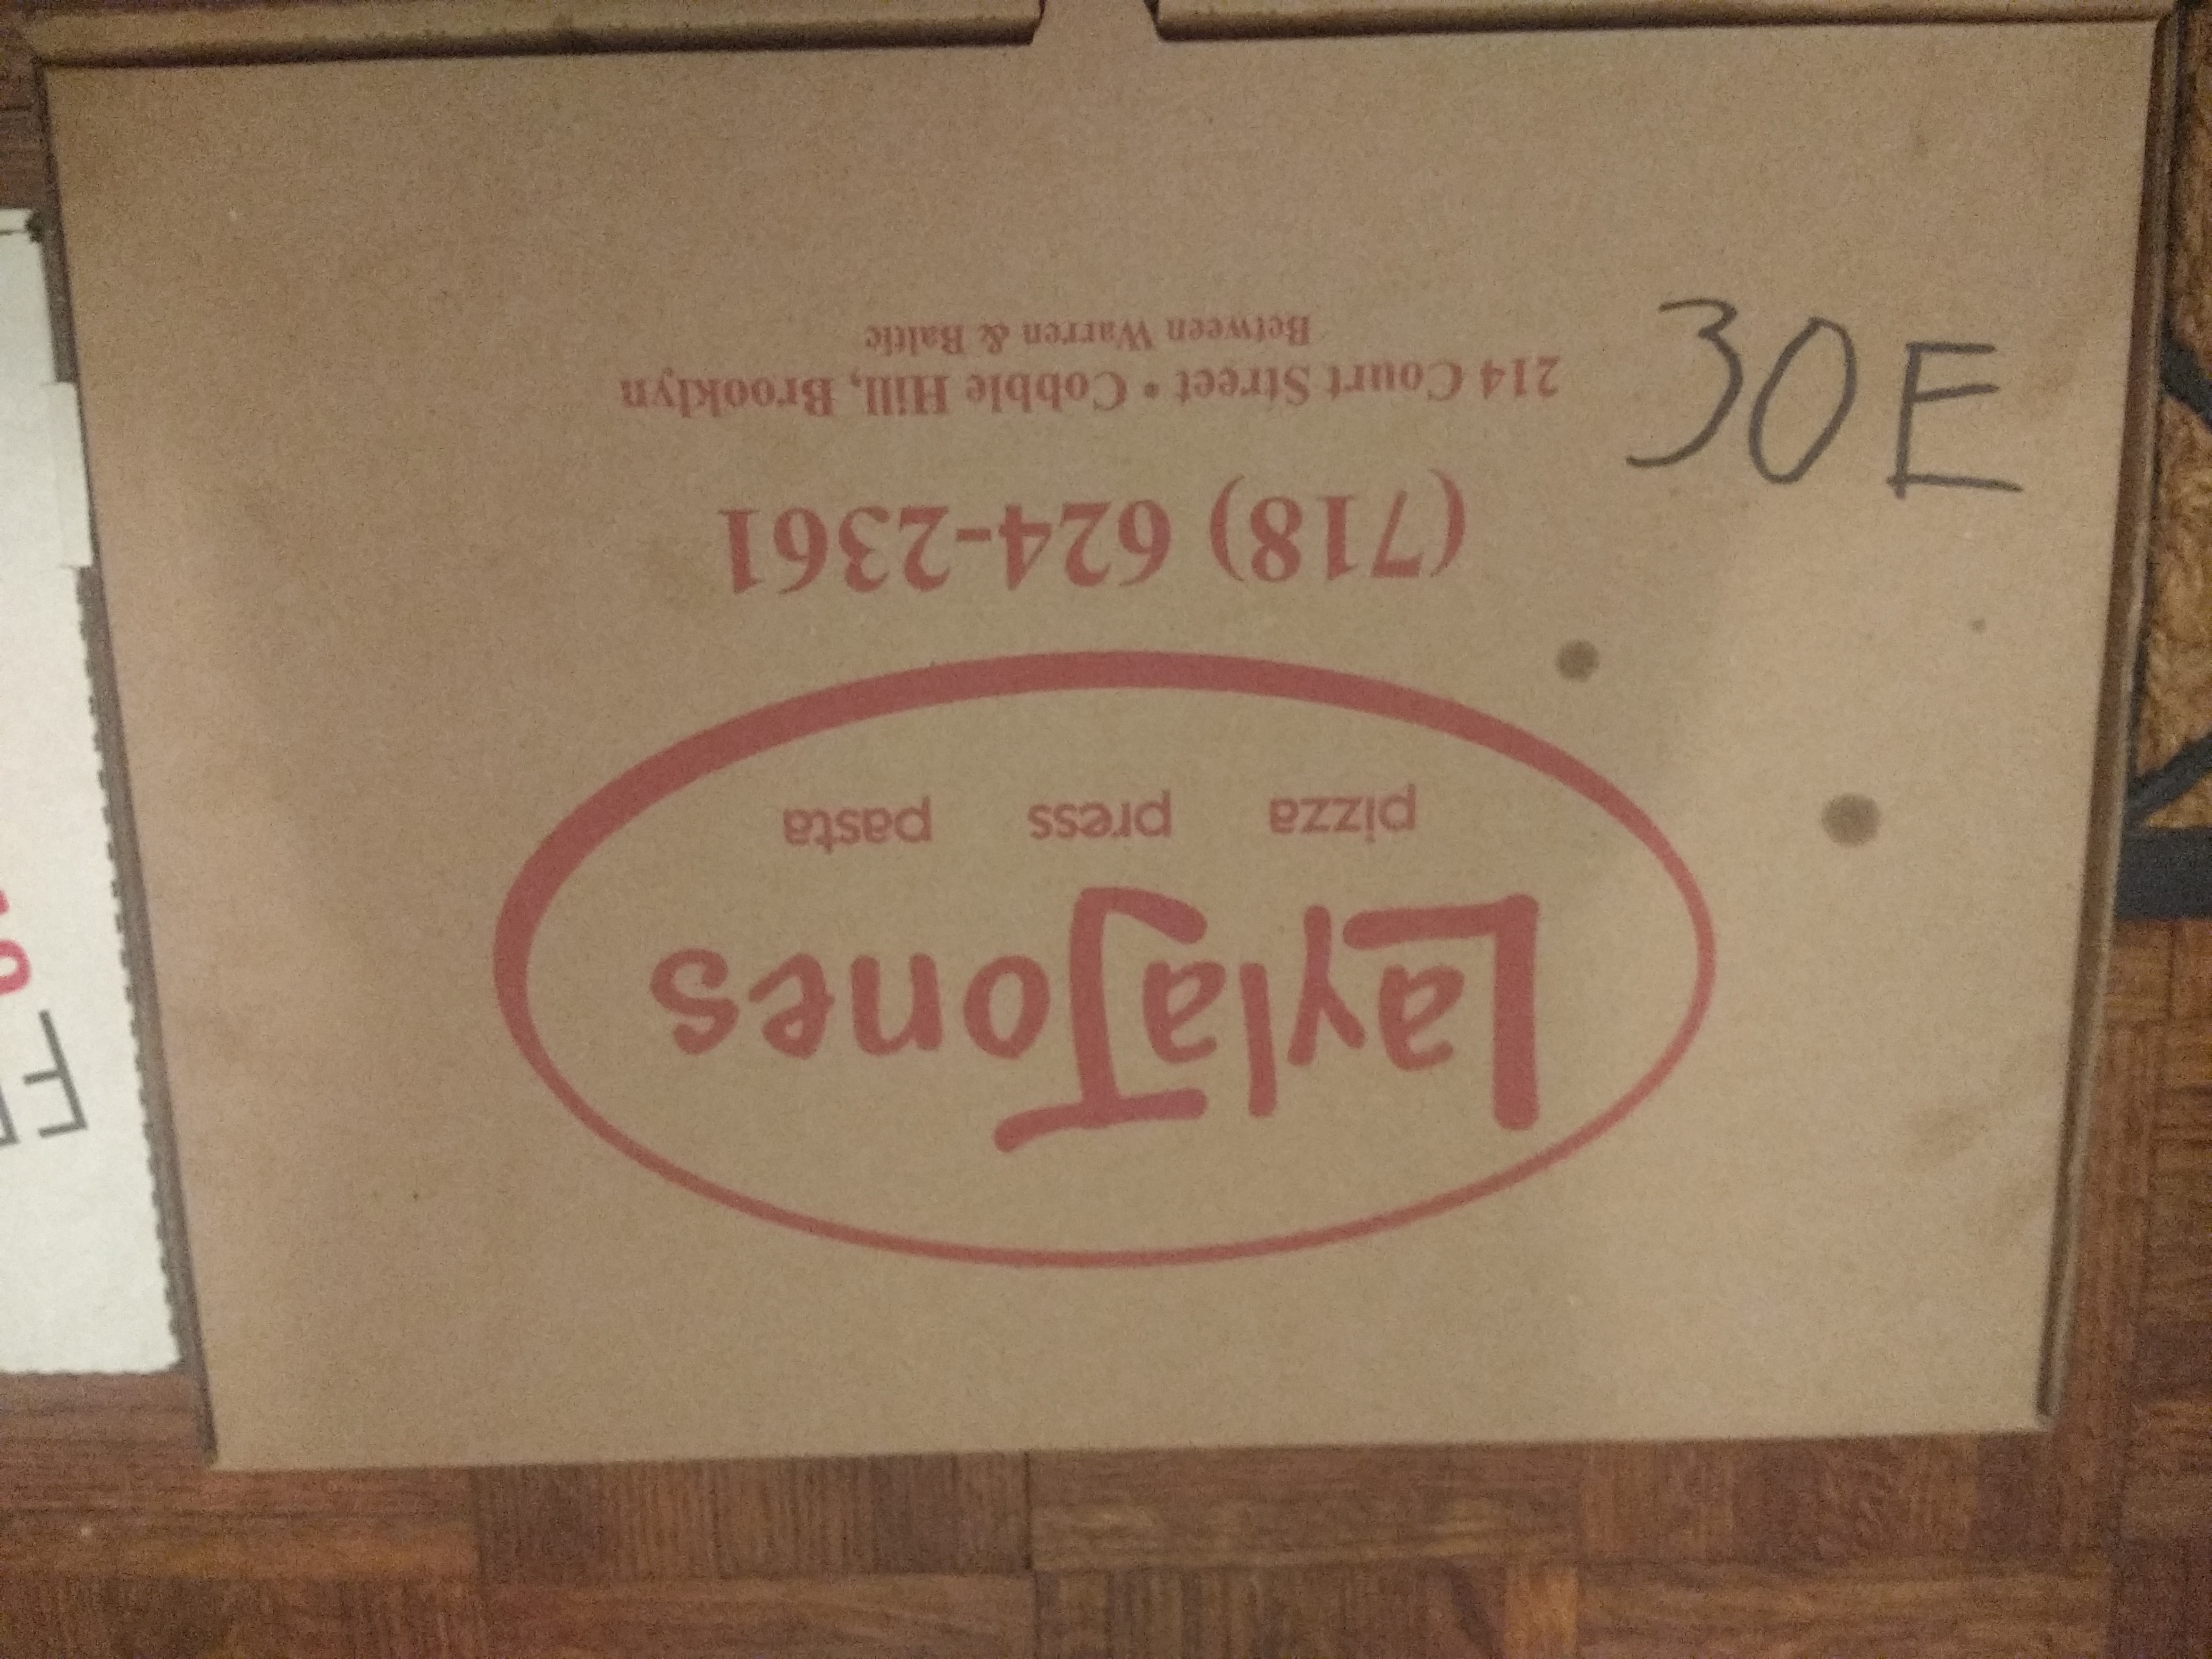 LaylaJones
pizza press pasta
(718) 624-2361
214 Court Street • Cobble Hill, Brooklyn
Between Warren & Baltic
30E